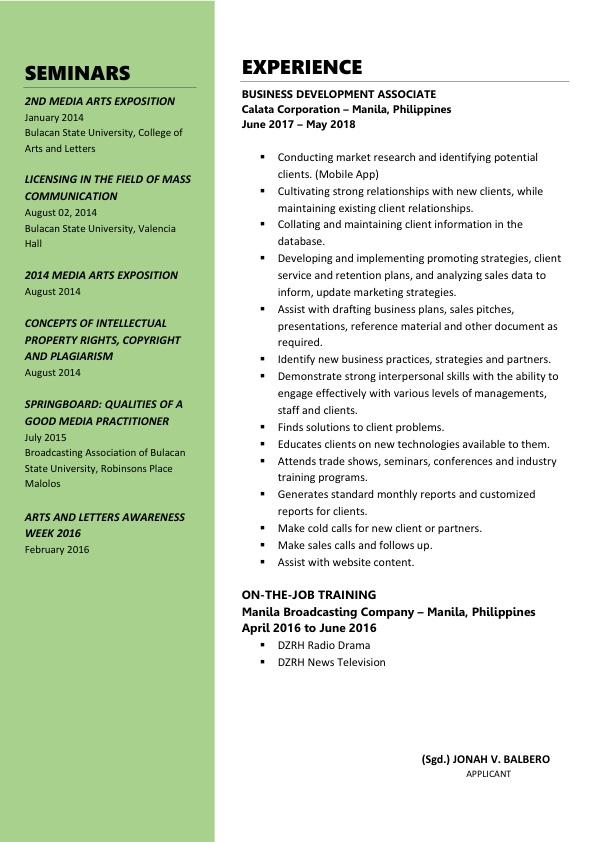 SEMINARS
2ND MEDIA ARTS EXPOSITION
January 2014
Bulacan State University, College of
Arts and Letters
LICENSING IN THE FIELD OF MASS
COMMUNICATION
August 02, 2014
Bulacan State University, Valencia
Hall
2014 MEDIA ARTS EXPOSITION
August 2014
CONCEPTS OF INTELLECTUAL
PROPERTY RIGHTS, COPYRIGHT
AND PLAGIARISM
August 2014
SPRINGBOARD: QUALITIES OF A
GOOD MEDIA PRACTITIONER
July 2015
Broadcasting Association of Bulacan
State University, Robinsons Place
Malolos
ARTS AND LETTERS AWARENESS
WEEK 2016
February 2016
EXPERIENCE
BUSINESS DEVELOPMENT ASSOCIATE
Calata Corporation – Manila, Philippines
June 2017 – May 2018
▪ Conducting market research and identifying potential
clients. (Mobile App)
▪ Cultivating strong relationships with new clients, while
maintaining existing client relationships.
▪ Collating and maintaining client information in the
database.
▪ Developing and implementing promoting strategies, client
service and retention plans, and analyzing sales data to
inform, update marketing strategies.
▪ Assist with drafting business plans, sales pitches,
presentations, reference material and other document as
required.
▪ Identify new business practices, strategies and partners.
▪ Demonstrate strong interpersonal skills with the ability to
engage effectively with various levels of managements,
staff and clients.
▪ Finds solutions to client problems.
▪ Educates clients on new technologies available to them.
▪ Attends trade shows, seminars, conferences and industry
training programs.
▪ Generates standard monthly reports and customized
reports for clients.
▪ Make cold calls for new client or partners.
▪ Make sales calls and follows up.
▪ Assist with website content.
ON-THE-JOB TRAINING
Manila Broadcasting Company – Manila, Philippines
April 2016 to June 2016
▪ DZRH Radio Drama
▪ DZRH News Television
(Sgd.) JONAH V. BALBERO
APPLICANT